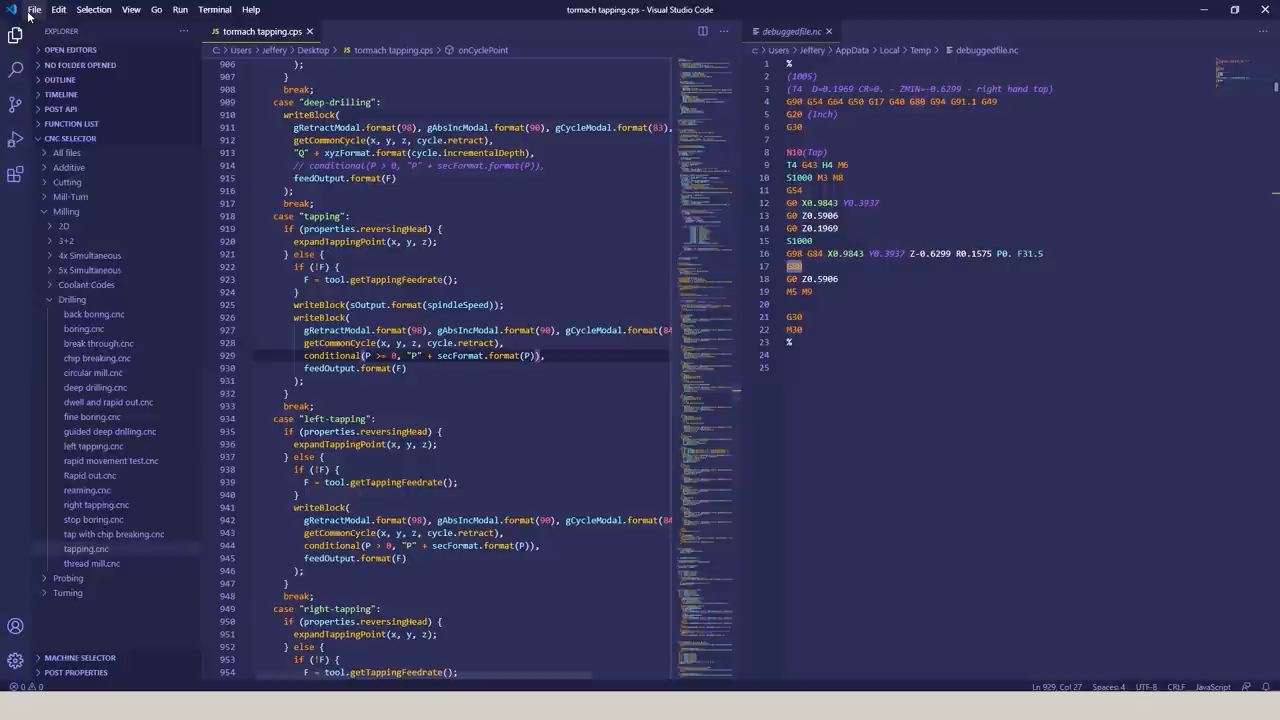 File Edit Selection View Go Run Terminal Help
tormach tapping.cps - Visual Studio Code
EXPLORER
OPEN EDITORS
NO FOLDER OPENED
OUTLINE
TIMELINE
POST API
FUNCTION LIST
CNC SELECTOR
All files
Additive
Cutting
Mill-Turn
Milling
2D
3+2
4x Simultaneous
5x Simultaneous
Coolant Codes
Drilling
back boring.cnc
boring.cnc
break through.cnc
chip breaking.cnc
circular mill.cnc
deep drilling.cnc
dwell and rapid out.cnc
fine boring.cnc
guided deep drilling.cnc
left tapping.cnc
rapid movement test.cnc
Rapid out.cnc
reaming.cnc
right tapping.cnc
stop boring.cnc
tap with chip breaking.cnc
tapping.cnc
thread mill.cnc
Probing
Turning
MACHINE SELECTOR
POST PROPERTIES
tormach tapping.cps
C: > Users > Jeffery > Desktop > tormach tapping.cps > onCyclePoint
906 );
907
908 break;
909 case "deep-drilling":
910 writeBlock(
911 gRetractModal.format(98), gAbsIncModal.format(90), gCycleModal.format(83),
912 getCommonCycle(x, y, z, cycle.retract),
913 "Q" + xyzFormat.format(cycle.incrementalDepth),
914 // conditional(P > 0, "P" + secFormat.format(P)),
915 feedOutput.format(F)
916 );
917 break;
918 case "tapping":
919 if (properties.reversingHead) {
920 expandTappingPoint(x, y, z);
921 } else {
922 if (!F) {
923 F = tool.getTappingFeedrate();
924 }
925 writeBlock(sOutput.format(spindleSpeed));
926 writeBlock(
927 gRetractModal.format(98), gAbsIncModal.format(90), gCycleModal.format(84
928 getCommonCycle(x, y, z, cycle.retract),
929 conditional(P >= 0, "P" + secFormat.format(P)),
930 feedOutput.format(F)
931 );
932 }
933 break;
934 case "left-tapping":
935 if (properties.reversingHead) {
936 expandTappingPoint(x, y, z);
937 } else {
938 if (!F) {
939 F = tool.getTappingFeedrate();
940 }
941 writeBlock(
942 gRetractModal.format(98), gAbsIncModal.format(90), gCycleModal.format(84
943 getCommonCycle(x, y, z, cycle.retract),
944 conditional(P > 0, "P" + secFormat.format(P)),
945 feedOutput.format(F)
946 );
947 }
948 break;
949 case "right-tapping":
950 if (properties.reversingHead) {
951 expandTappingPoint(x, y, z);
952 } else {
953 if (!F) {
954 F = tool.getTappingFeedrate();
debuggedfile.nc
C: > Users > Jeffery > AppData > Local > Temp > debuggedfile.nc
1 %
2 (1005)
3 (T4 D=0.1969 CR=0. - ZMIN=-0.6299 - right hand tap)
4 G90 G54 G64 G50 G17 G40 G80 G94 G91.1 G49
5 G20 (Inch)
6 G30
7
8 N10(Tap)
9 T4 G43 H4 M6
10 S1000 M3 M8
11 G54
12 G0 X0.9843 Y0.3937
13 G0 Z0.5906
14 G0 Z0.1969
15 S1000
16 G98 G84 X0.9843 Y0.3937 Z-0.6299 R0.1575 P0. F31.5
17 G80
18 G0 Z0.5906
19 M5 M9
20
21 G30
22 M30
23 %
24
25
0
Ln 929, Col 27 Spaces: 4 UTF-8 CRLF JavaScript